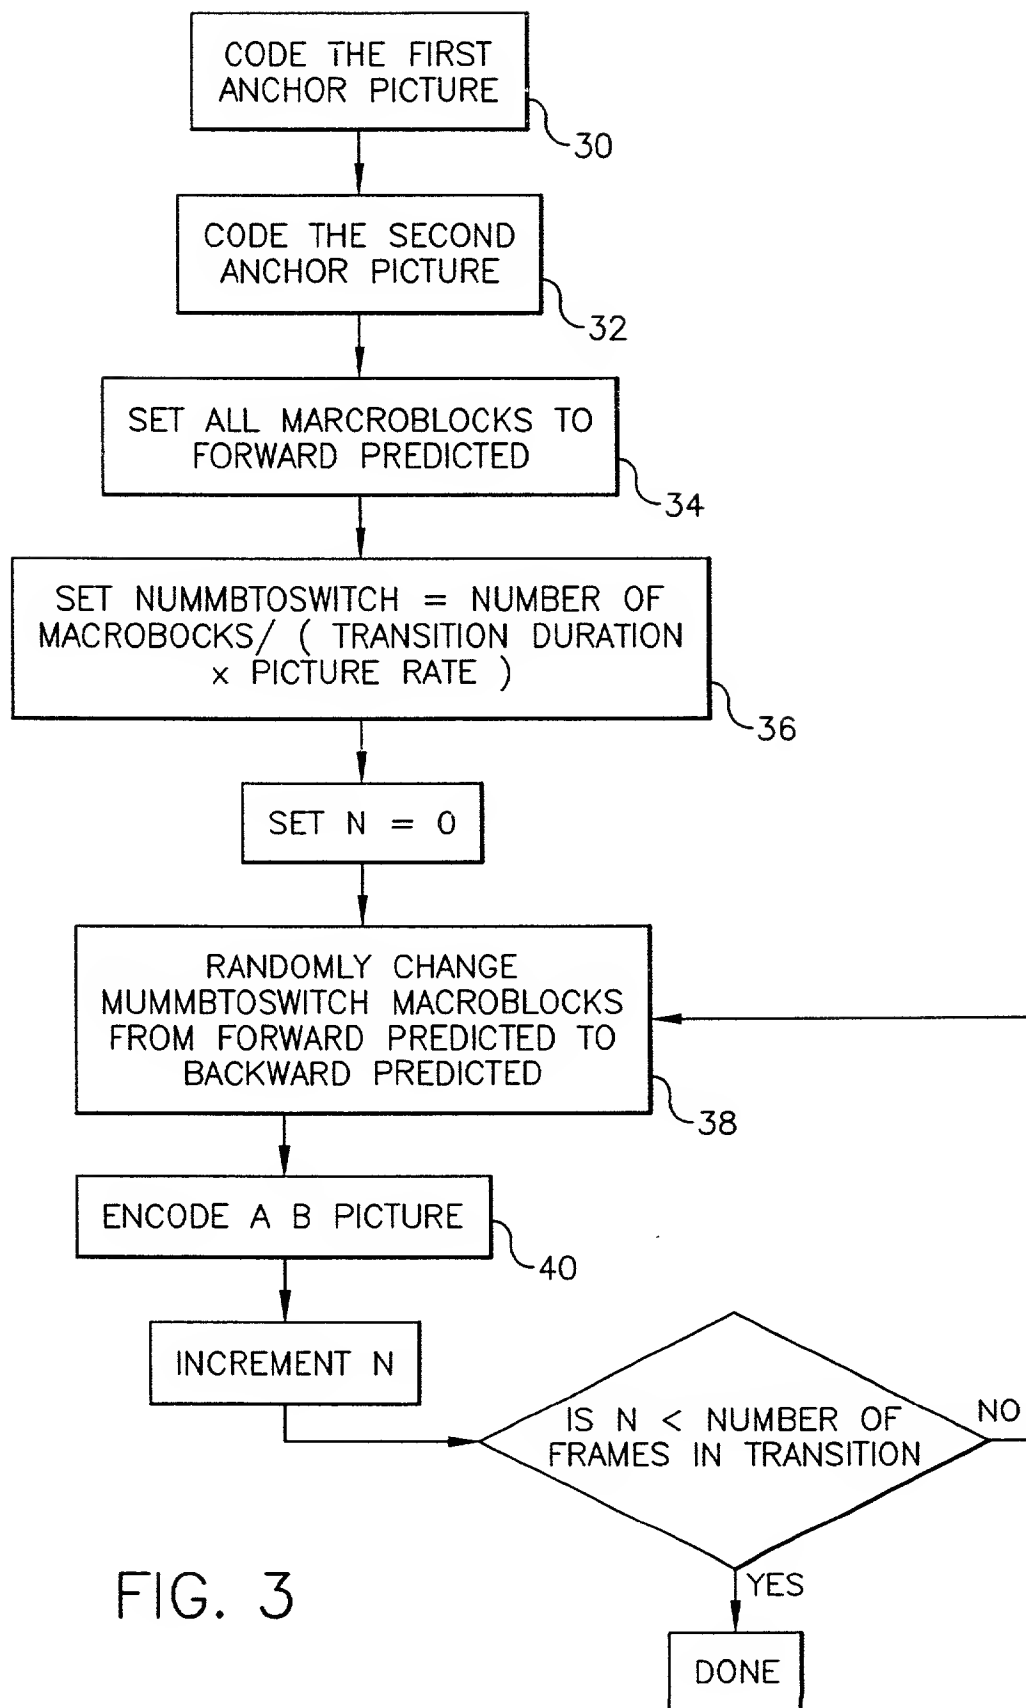 CODE THE FIRST
ANCHOR PICTURE
30
CODE THE SECOND
ANCHOR PICTURE
32
SET ALL MARCROBLOCKS TO
FORWARD PREDICTED
34
SET NUMMBTOSWITCH = NUMBER OF
MACROBOCKS/ ( TRANSITION DURATION
x PICTURE RATE )
36
SET N = 0
RANDOMLY CHANGE
MUMMBTOSWITCH MACROBLOCKS
FROM FORWARD PREDICTED TO
BACKWARD PREDICTED
38
ENCODE A B PICTURE
40
INCREMENT N
IS N < NUMBER OF
FRAMES IN TRANSITION
NO
YES
DONE
FIG. 3